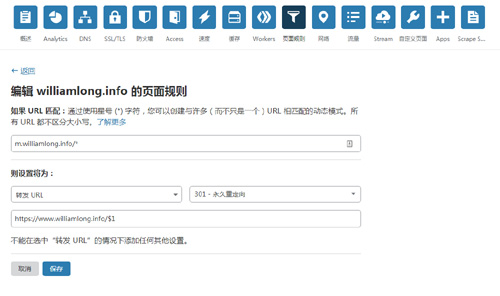 概述 Analytics DNS SSL/TLS 防火墙 Access 速度 缓存 Workers 页面规则 网络 流量 Stream 自定义页面 Apps Scrape S...
← 返回
编辑 williamlong.info 的页面规则
如果 URL 匹配：通过使用星号 (*) 字符，您可以创建与许多（而不只是一个）URL 相匹配的动态模式。所
有 URL 都不区分大小写。了解更多
m.williamlong.info/*
则设置将为：
转发 URL
301 - 永久重定向
https://www.williamlong.info/$1
不能在选中“转发 URL”的情况下添加任何其他设置。
取消 保存